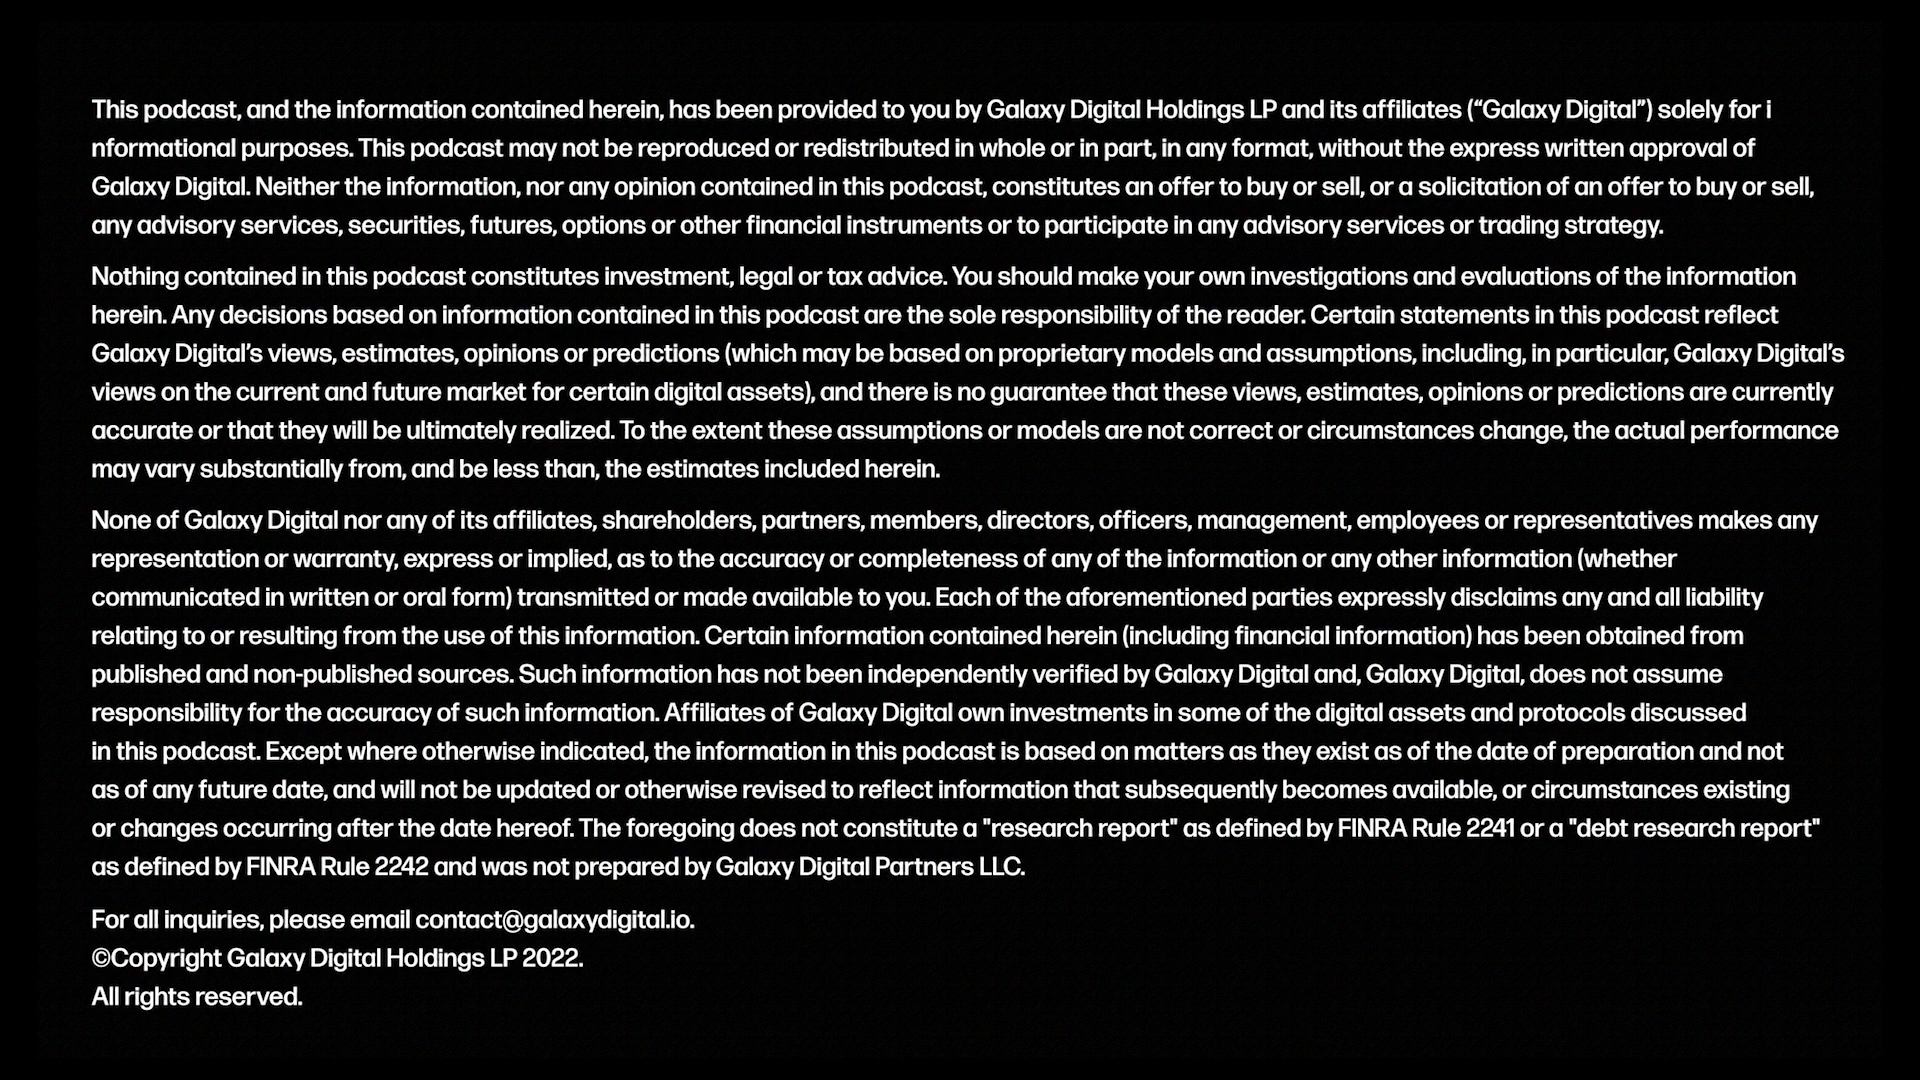 This podcast, and the information contained herein, has been provided to you by Galaxy Digital Holdings LP and its affiliates (“Galaxy Digital”) solely for i
nformational purposes. This podcast may not be reproduced or redistributed in whole or in part, in any format, without the express written approval of
Galaxy Digital. Neither the information, nor any opinion contained in this podcast, constitutes an offer to buy or sell, or a solicitation of an offer to buy or sell,
any advisory services, securities, futures, options or other financial instruments or to participate in any advisory services or trading strategy.
Nothing contained in this podcast constitutes investment, legal or tax advice. You should make your own investigations and evaluations of the information
herein. Any decisions based on information contained in this podcast are the sole responsibility of the reader. Certain statements in this podcast reflect
Galaxy Digital’s views, estimates, opinions or predictions (which may be based on proprietary models and assumptions, including, in particular, Galaxy Digital’s
views on the current and future market for certain digital assets), and there is no guarantee that these views, estimates, opinions or predictions are currently
accurate or that they will be ultimately realized. To the extent these assumptions or models are not correct or circumstances change, the actual performance
may vary substantially from, and be less than, the estimates included herein.
None of Galaxy Digital nor any of its affiliates, shareholders, partners, members, directors, officers, management, employees or representatives makes any
representation or warranty, express or implied, as to the accuracy or completeness of any of the information or any other information (whether
communicated in written or oral form) transmitted or made available to you. Each of the aforementioned parties expressly disclaims any and all liability
relating to or resulting from the use of this information. Certain information contained herein (including financial information) has been obtained from
published and non-published sources. Such information has not been independently verified by Galaxy Digital and, Galaxy Digital, does not assume
responsibility for the accuracy of such information. Affiliates of Galaxy Digital own investments in some of the digital assets and protocols discussed
in this podcast. Except where otherwise indicated, the information in this podcast is based on matters as they exist as of the date of preparation and not
as of any future date, and will not be updated or otherwise revised to reflect information that subsequently becomes available, or circumstances existing
or changes occurring after the date hereof. The foregoing does not constitute a "research report" as defined by FINRA Rule 2241 or a "debt research report"
as defined by FINRA Rule 2242 and was not prepared by Galaxy Digital Partners LLC.
For all inquiries, please email contact@galaxydigital.io.
©Copyright Galaxy Digital Holdings LP 2022.
All rights reserved.